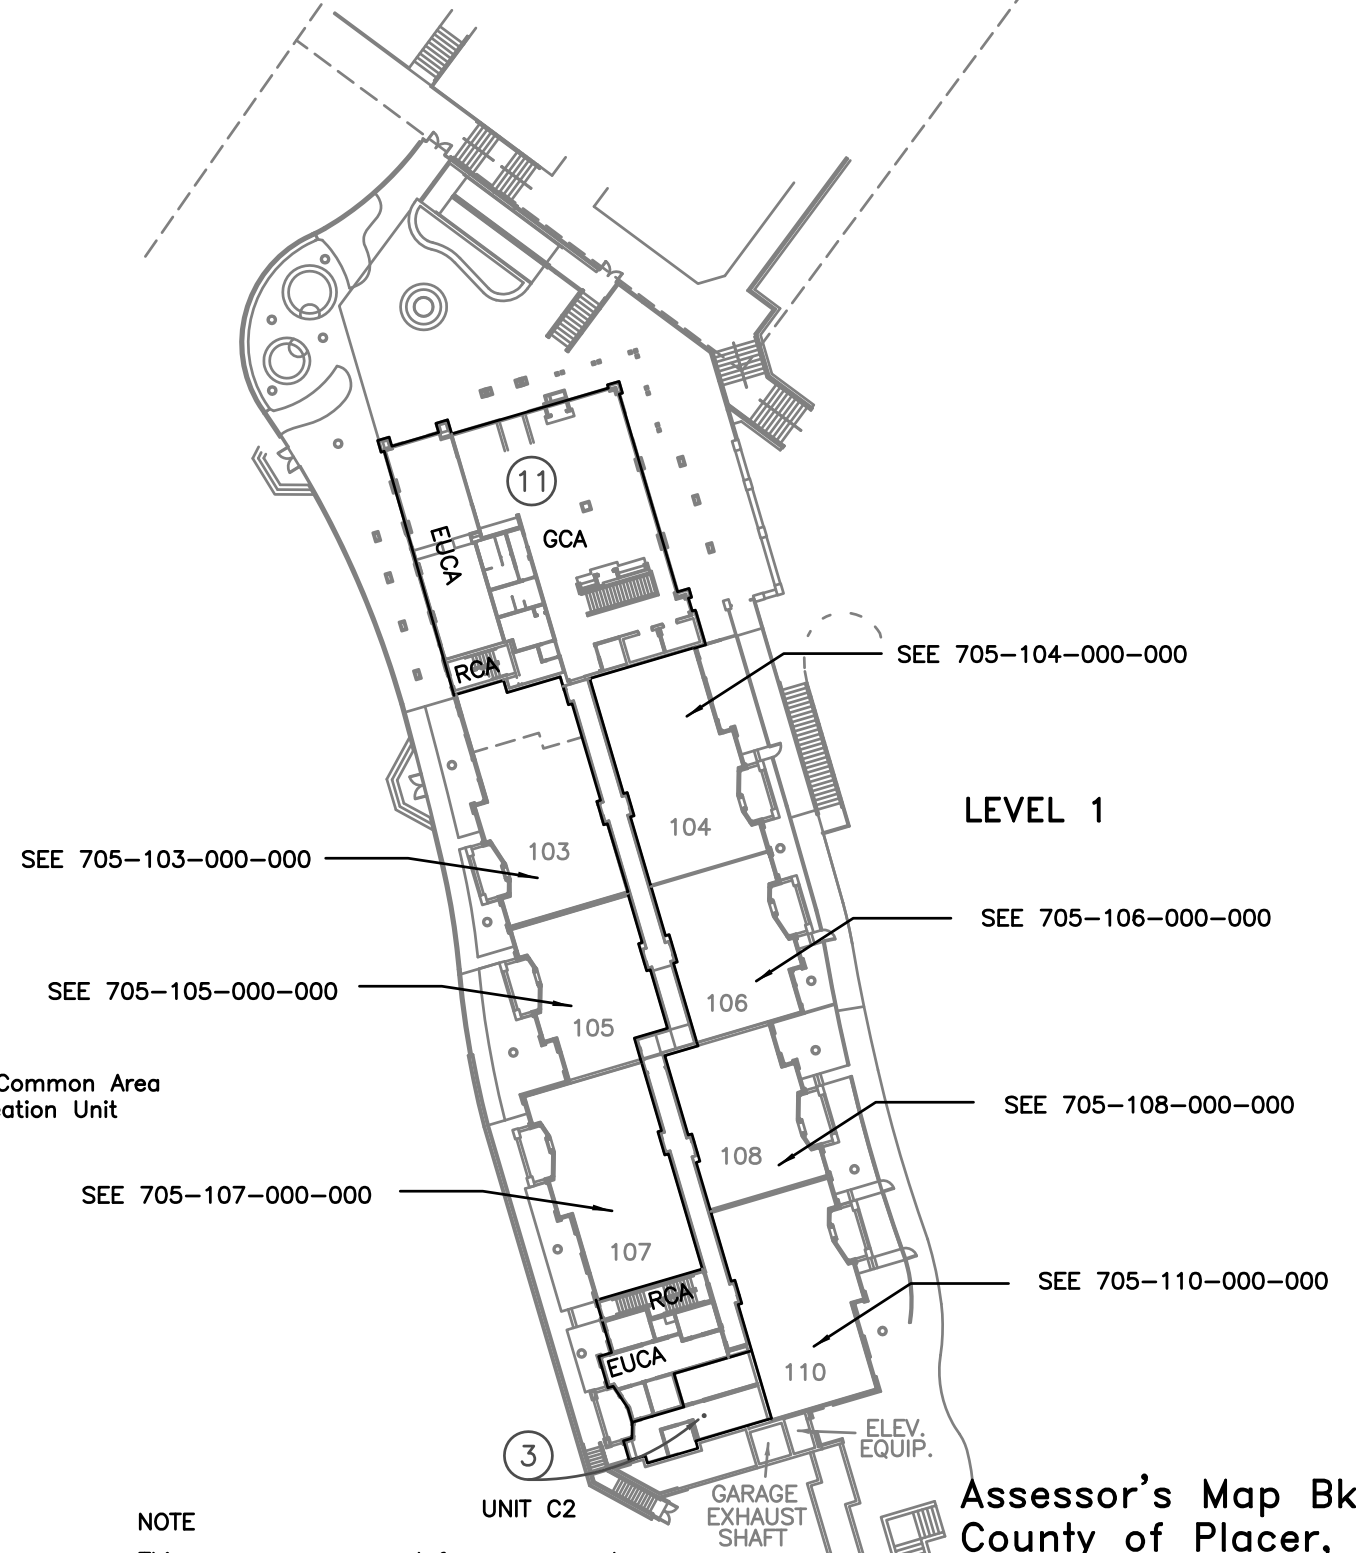 11
EUCA
GCA
RCA
SEE 705-104-000-000
LEVEL 1
104
103
SEE 705-103-000-000
SEE 705-106-000-000
SEE 705-105-000-000
106
105
Common Area
ation Unit
SEE 705-108-000-000
108
SEE 705-107-000-000
107
SEE 705-110-000-000
RCA
EUCA
110
ELEV.
EQUIP.
3
UNIT C2
GARAGE
EXHAUST
SHAFT
Assessor's Map Bk
County of Placer,
NOTE